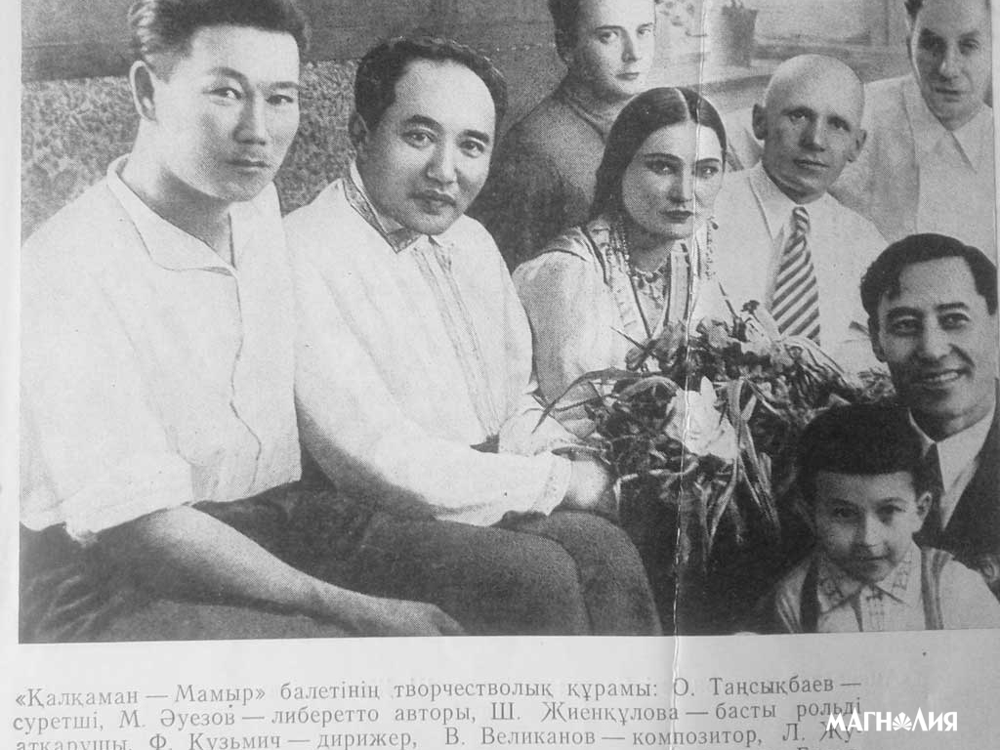 «Қалқаман — Мамыр» балетінің творчестволық құрамы: О. Таңсықбаев —
суретші, М. Әуезов — либеретто авторы, Ш. Жиенқұлова — басты рольді
атқарушы, Ф. Кузьмич — дирижер, В. Великанов — композитор, Л. Жу
МАГНОЛИЯ